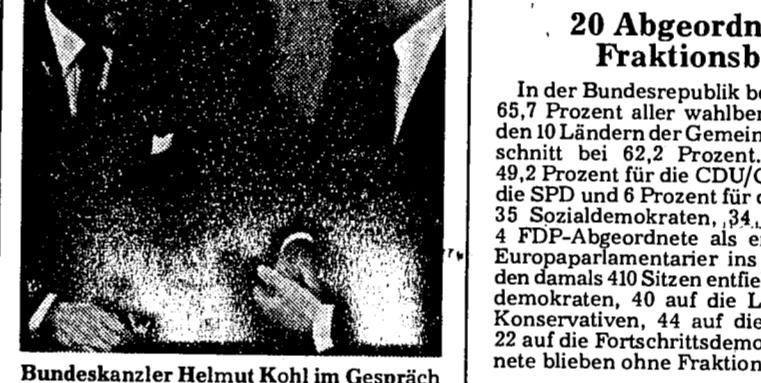 Bundeskanzler Helmut Kohl im Gespräch
20 Abgeordn
Fraktionsb
In der Bundesrepublik be
65,7 Prozent aller wahlber
den 10 Ländern der Gemein
schnitt bei 62,2 Prozent.
49,2 Prozent für die CDU/C
die SPD und 6 Prozent für d
35 Sozialdemokraten, 34
4 FDP-Abgeordnete als e
Europaparlamentarier ins
den damals 410 Sitzen entfie
demokraten, 40 auf die L
Konservativen, 44 auf die
22 auf die Fortschrittsdemo
nete blieben ohne Fraktion